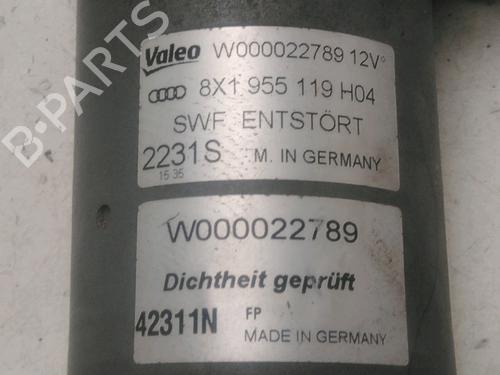 Valeo W000022789 12V
8X1 955 119 H04
SWF ENTSTÖRT
2231S M. IN GERMANY
15 35
W000022789
Dichtheit geprüft
42311N FP
MADE IN GERMANY
B-PARTS